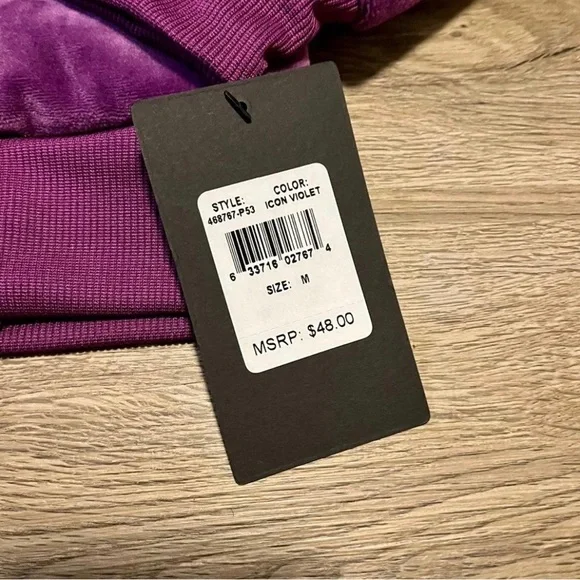 STYLE: COLOR:
468767-P53 ICON VIOLET
6 33716 02767 4
SIZE: M
MSRP: $48.00